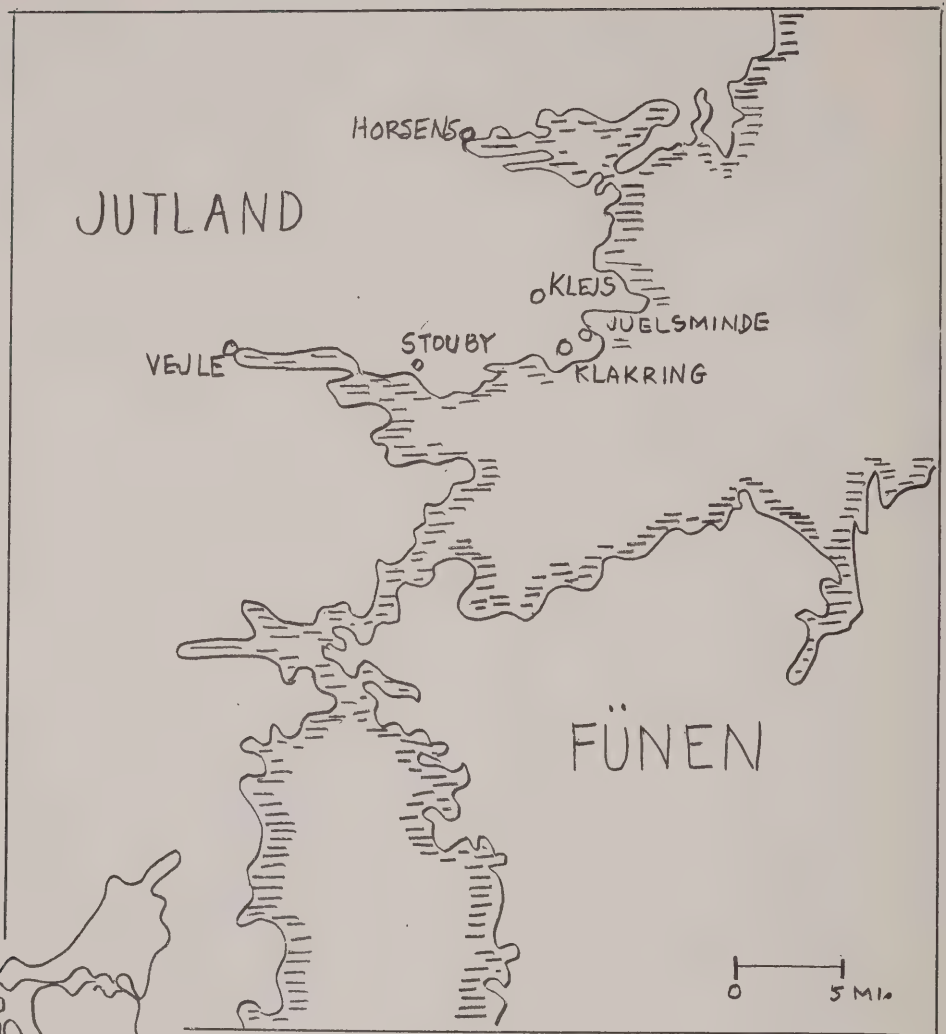 HORSENS
JUTLAND
KLEJS
JUELSMINDE
STOUBY
VEJLE
KLAKRING
FÜNEN
0 5 MI.